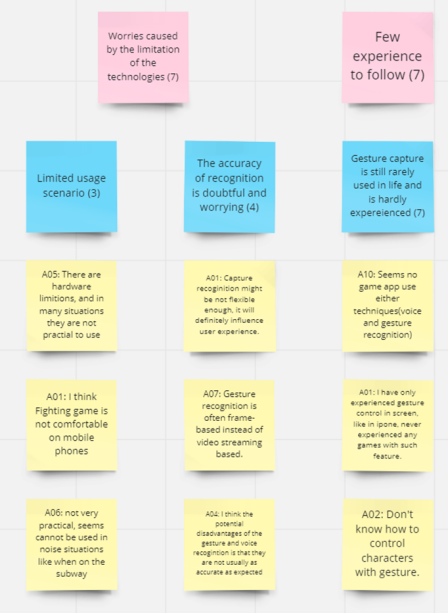 Worries caused
by the limitation
of the
technologies (7)
Few
experience
to follow (7)
Limited usage
scenario (3)
The accuracy
of recognition
is doubtful and
worrying (4)
Gesture capture
is still rarely
used in life and
is hardly
expereienced (7)
A05: There are
hardware
limitions, and in
many situations
they are not
practial to use
A01: Capture
recoginition might
be not flexible
enough, it will
definitely influence
user experience.
A10: Seems no
game app use
either
techniques(voice
and gesture
recognition)
A01: I think
Fighting game is
not comfortable
on mobile
phones
A07: Gesture
recognition is
often frame-
based instead of
video streaming
based.
A01: I have only
experienced gesture
control in screen,
like in ipone, never
experienced any
games with such
feature.
A06: not very
practical, seems
cannot be used in
noise situations
like when on the
subway
A04: I think the
potential
disadvantages of the
gesture and voice
recogintion is that they
are not usually as
accurate as expected
A02: Don't
know how to
control
characters
with gesture.